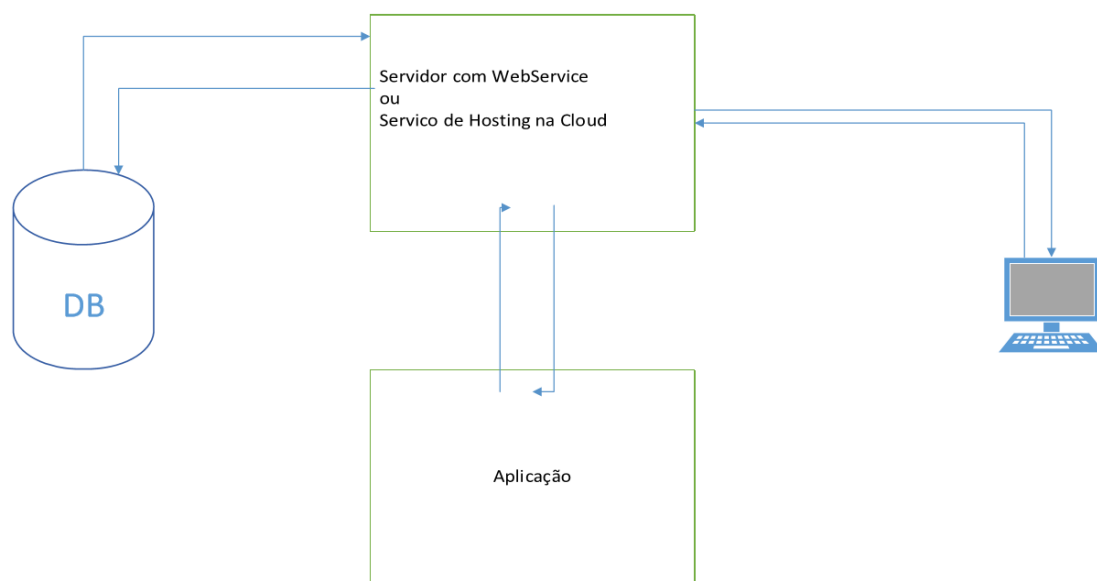 Servidor com WebService
ou
Servico de Hosting na Cloud
DB
Aplicação